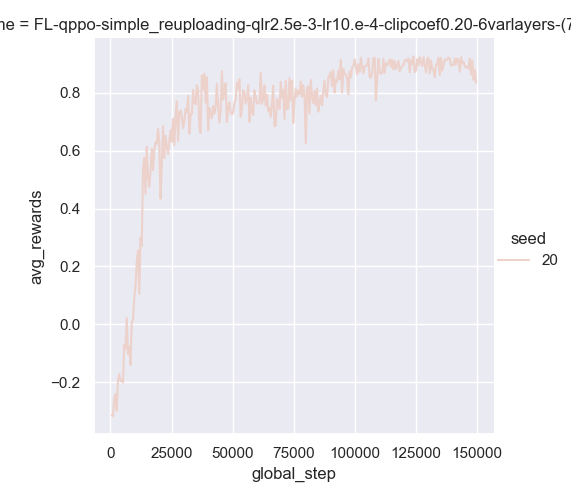 ne = FL-qppo-simple_reuploading-qlr2.5e-3-lr10.e-4-clipcoef0.20-6varlayers-(7
0.8
0.6
0.4
0.2
0.0
−0.2
avg_rewards
seed
20
0 25000 50000 75000 100000 125000 150000
global_step